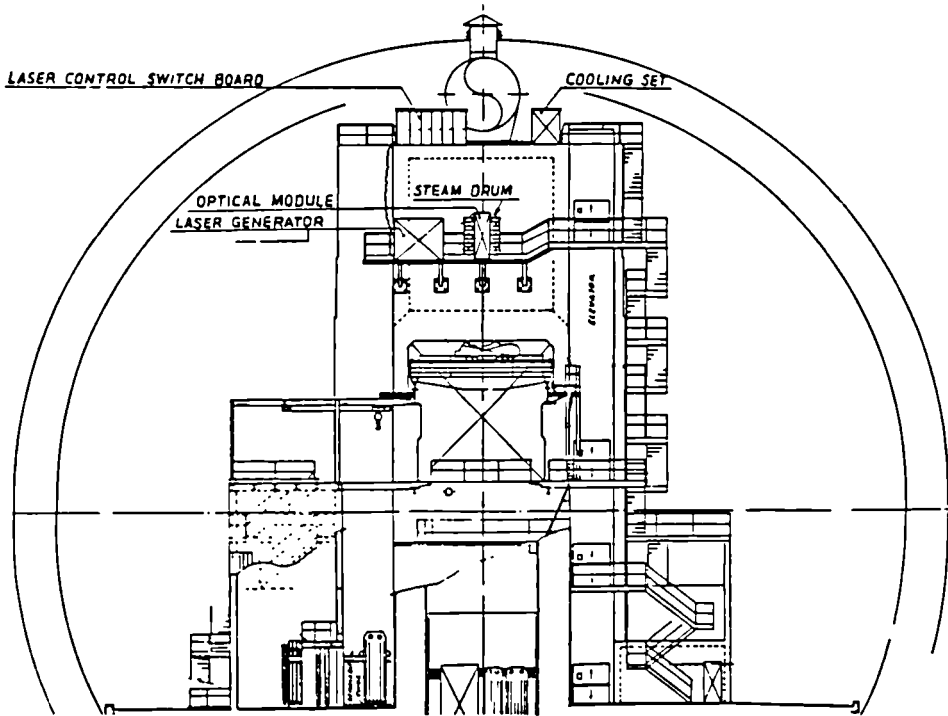 LASER CONTROL SWITCH BOARD
COOLING SET
OPTICAL MODULE
STEAM DRUM
LASER GENERATOR
ELEVATOR